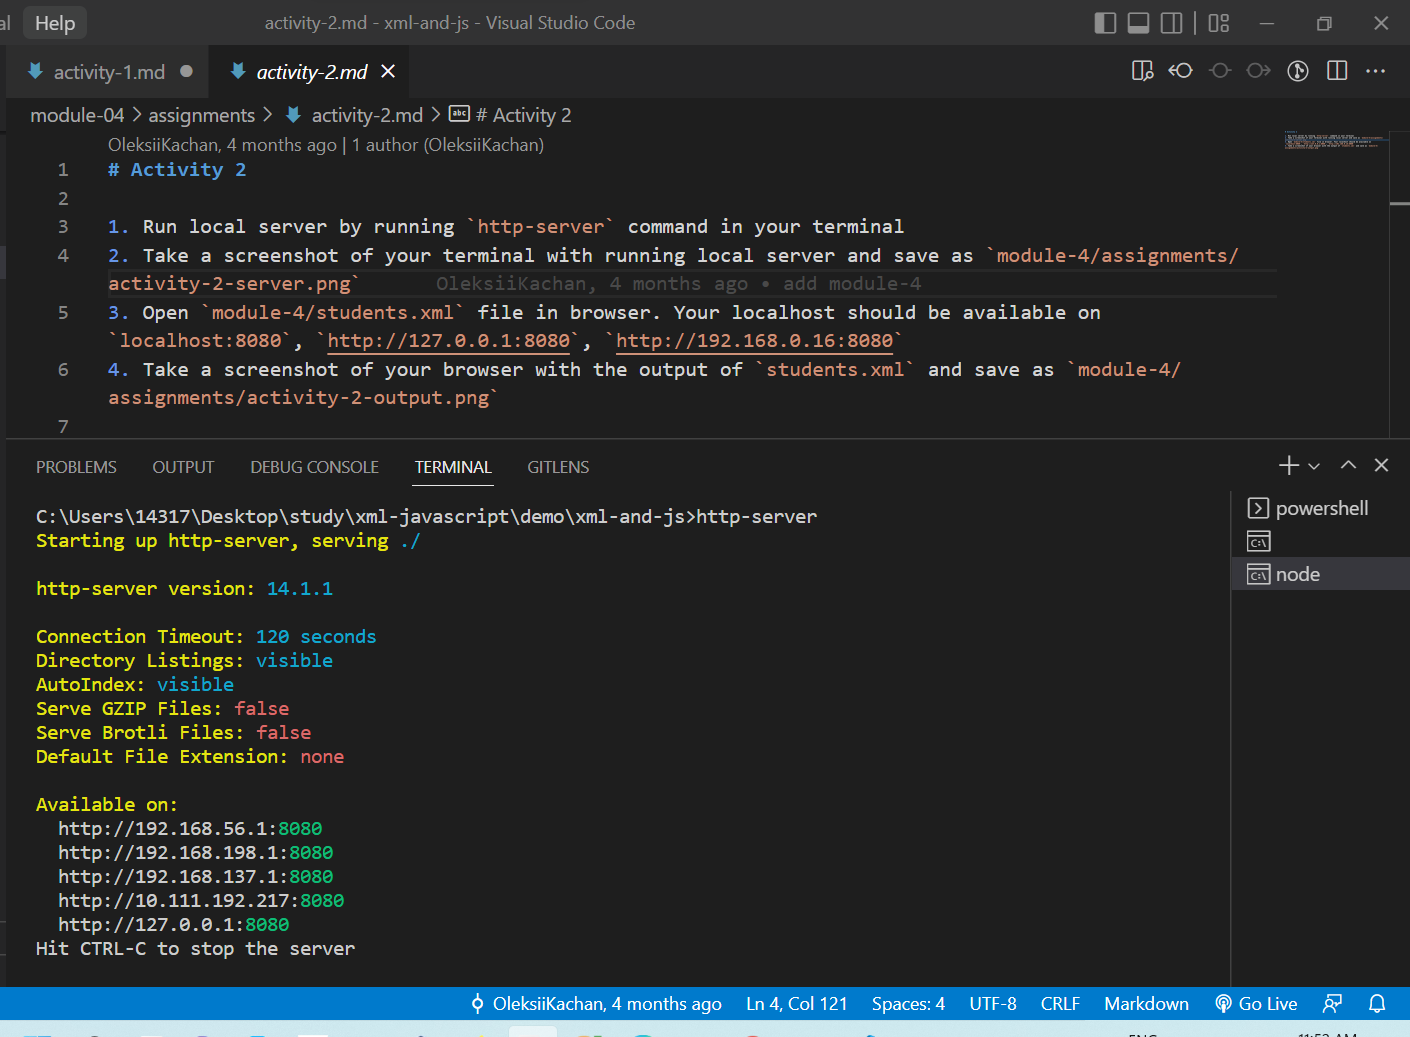 al Help activity-2.md - xml-and-js - Visual Studio Code
activity-1.md activity-2.md
module-04 > assignments > activity-2.md > # Activity 2
OleksiiKachan, 4 months ago | 1 author (OleksiiKachan)
1 # Activity 2
2
3 1. Run local server by running `http-server` command in your terminal
4 2. Take a screenshot of your terminal with running local server and save as `module-4/assignments/
activity-2-server.png` OleksiiKachan, 4 months ago • add module-4
5 3. Open `module-4/students.xml` file in browser. Your localhost should be available on
`localhost:8080`, `http://127.0.0.1:8080`, `http://192.168.0.16:8080`
6 4. Take a screenshot of your browser with the output of `students.xml` and save as `module-4/
assignments/activity-2-output.png`
7
PROBLEMS OUTPUT DEBUG CONSOLE TERMINAL GITLENS
C:\Users\14317\Desktop\study\xml-javascript\demo\xml-and-js>http-server
Starting up http-server, serving ./
http-server version: 14.1.1
Connection Timeout: 120 seconds
Directory Listings: visible
AutoIndex: visible
Serve GZIP Files: false
Serve Brotli Files: false
Default File Extension: none
Available on:
http://192.168.56.1:8080
http://192.168.198.1:8080
http://192.168.137.1:8080
http://10.111.192.217:8080
http://127.0.0.1:8080
Hit CTRL-C to stop the server
powershell
node
OleksiiKachan, 4 months ago Ln 4, Col 121 Spaces: 4 UTF-8 CRLF Markdown Go Live